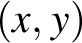 (x, y)